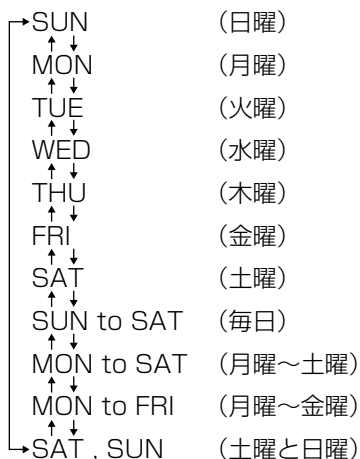 SUN （日曜）
MON （月曜）
TUE （火曜）
WED （水曜）
THU （木曜）
FRI （金曜）
SAT （土曜）
SUN to SAT （毎日）
MON to SAT （月曜～土曜）
MON to FRI （月曜～金曜）
SAT , SUN （土曜と日曜）